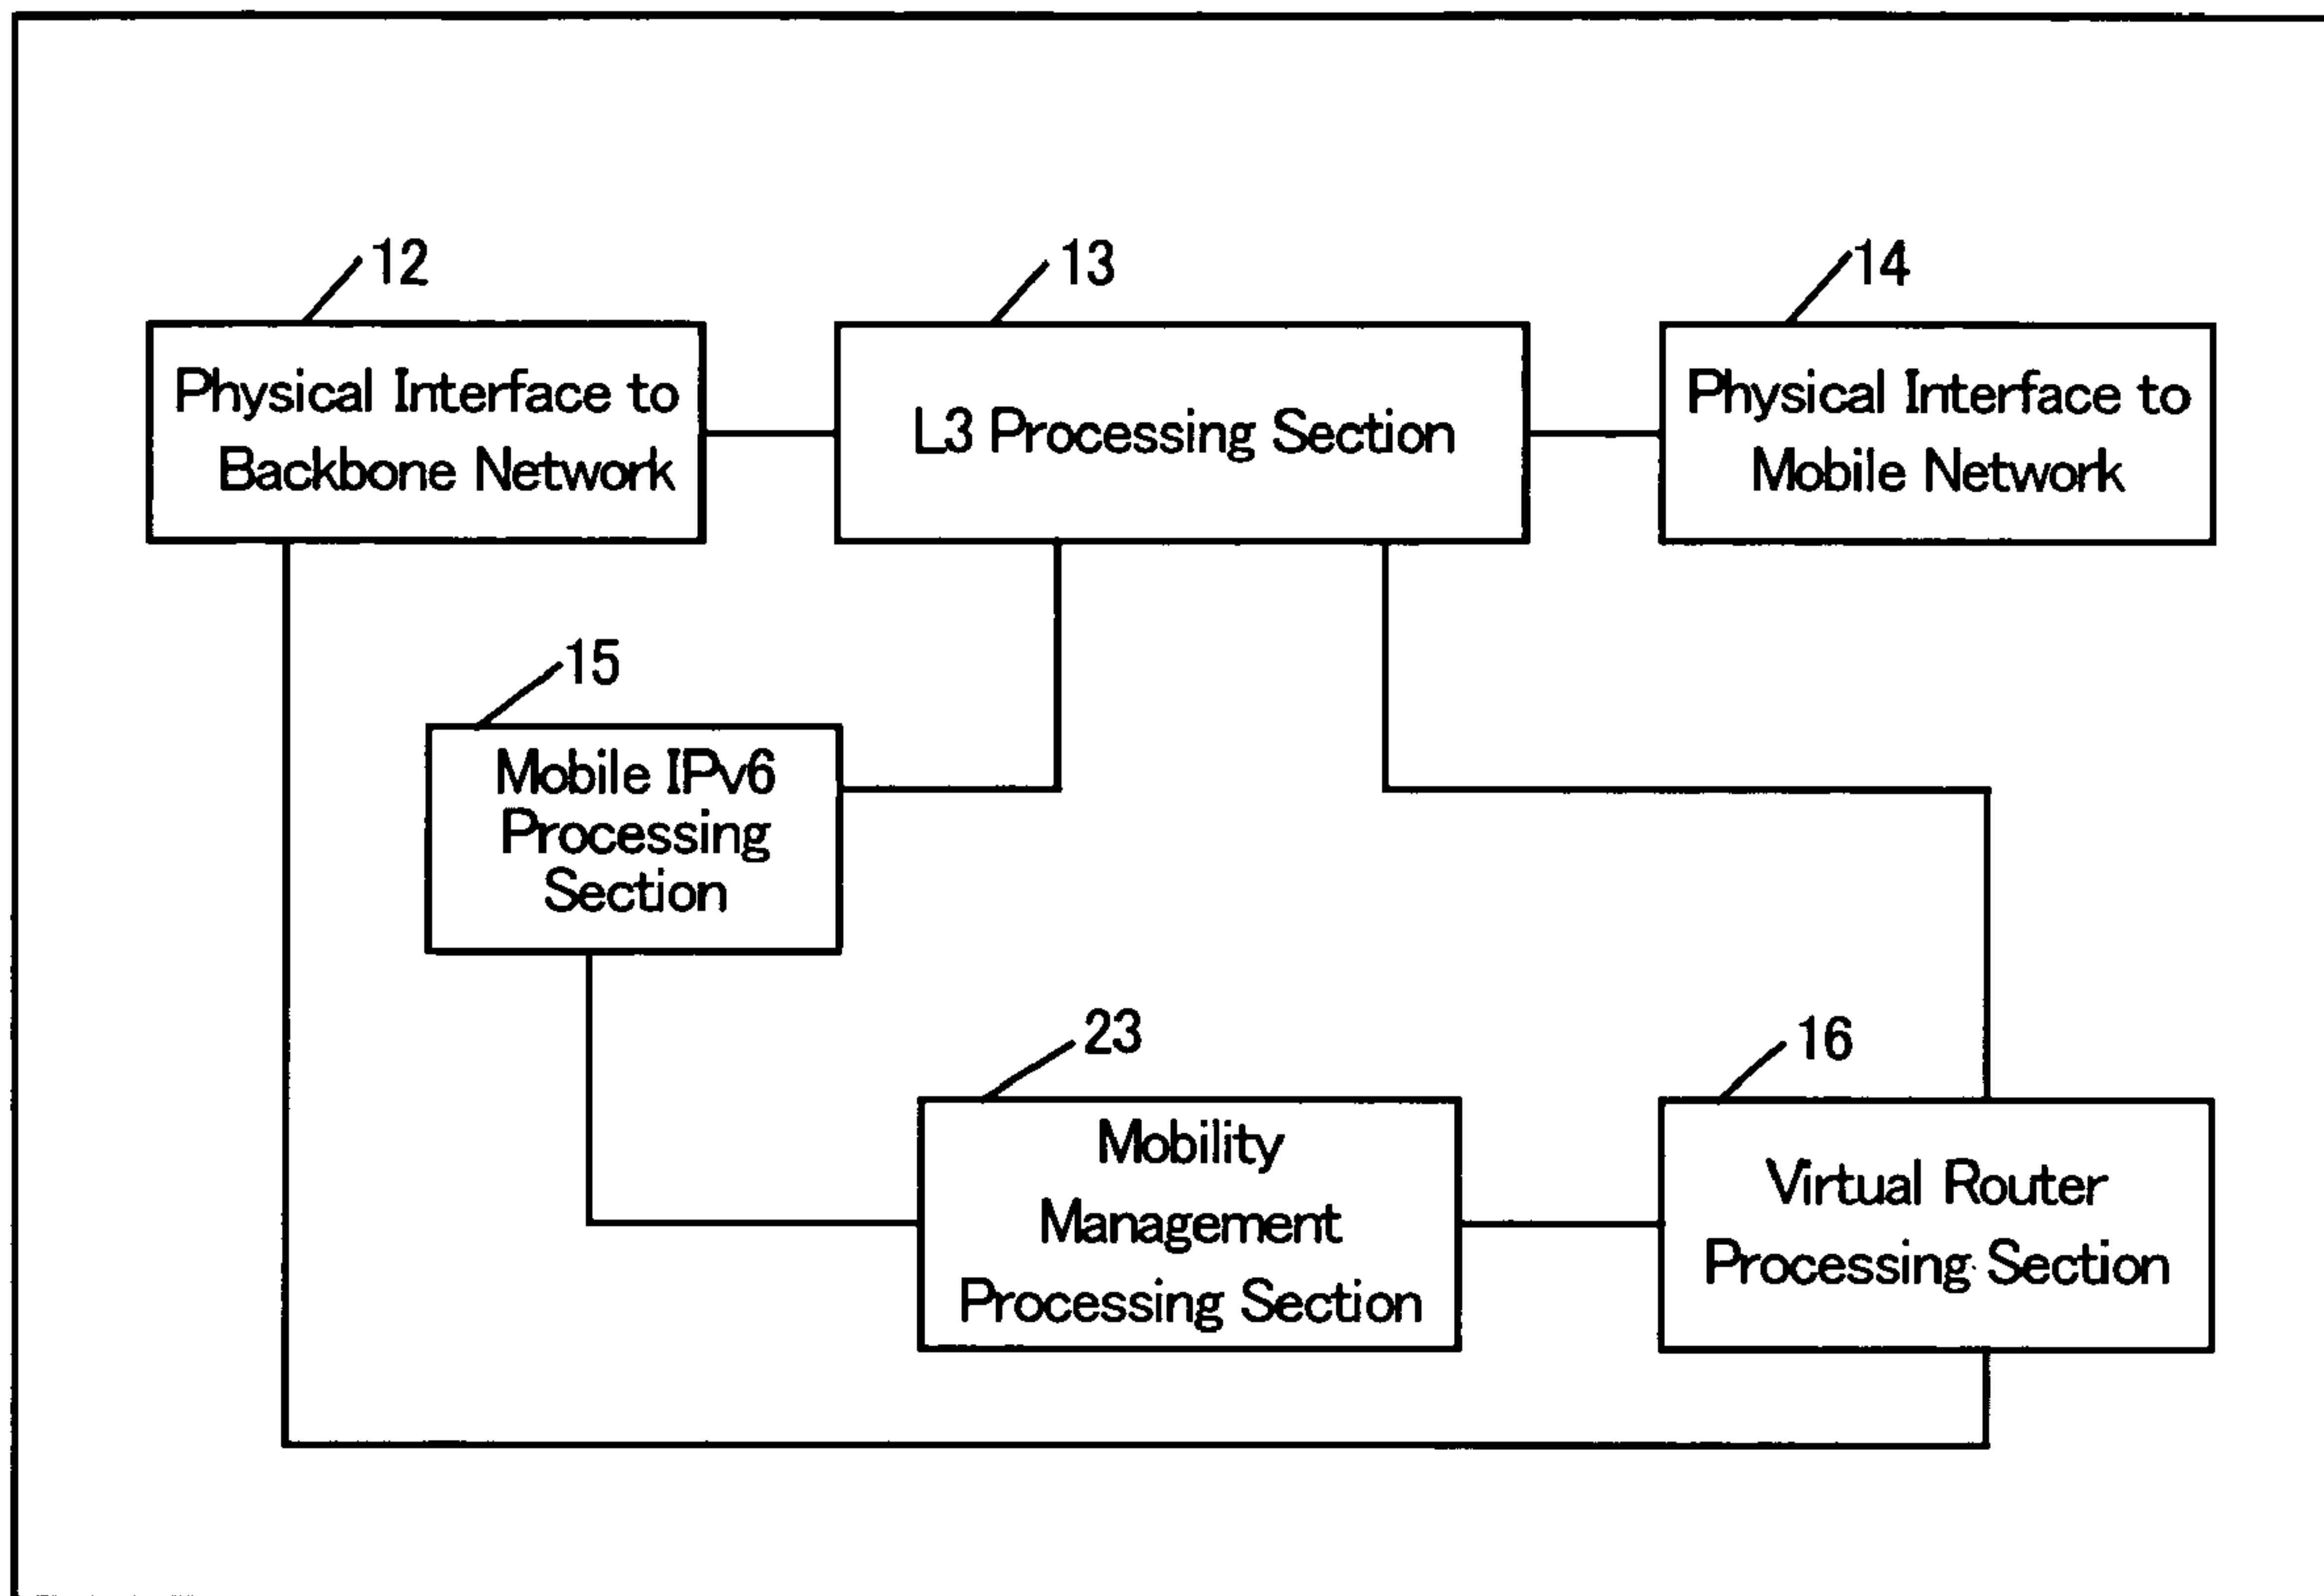 12
13
14
Physical Interface to
Backbone Network
L3 Processing Section
Physical Interface to
Mobile Network
15
Mobile IPv6
Processing
Section
23
16
Mobility
Management
Processing Section
Virtual Router
Processing Section